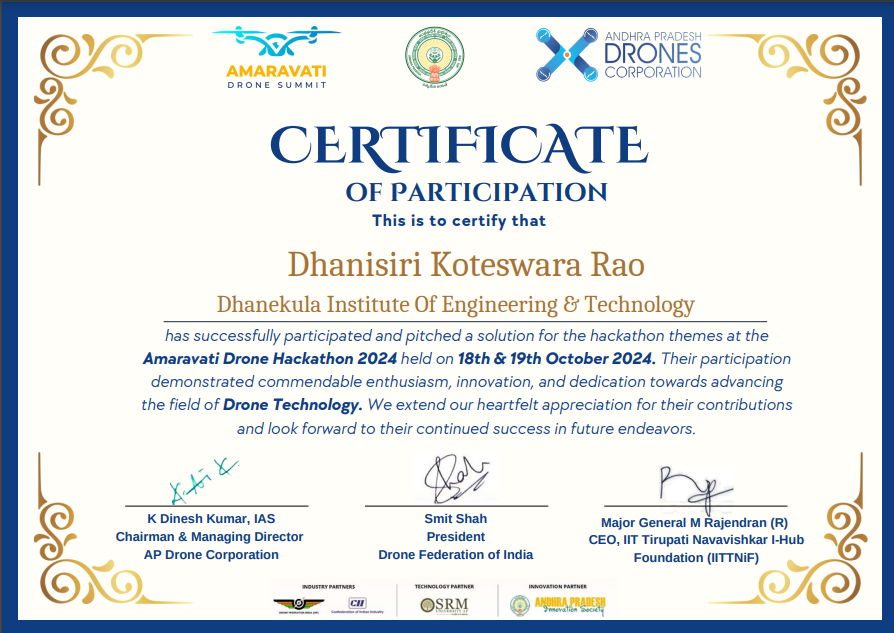 AMARAVATI
DRONE SUMMIT
ANDHRA PRADESH
DRONES
CORPORATION
CERTIFICATE
OF PARTICIPATION
This is to certify that
Dhanisiri Koteswara Rao
Dhanekula Institute Of Engineering & Technology
has successfully participated and pitched a solution for the hackathon themes at the
Amaravati Drone Hackathon 2024 held on 18th & 19th October 2024. Their participation
demonstrated commendable enthusiasm, innovation, and dedication towards advancing
the field of Drone Technology. We extend our heartfelt appreciation for their contributions
and look forward to their continued success in future endeavors.
K Dinesh Kumar, IAS
Chairman & Managing Director
AP Drone Corporation
Smit Shah
President
Drone Federation of India
Major General M Rajendran (R)
CEO, IIT Tirupati Navavishkar I-Hub
Foundation (IITTNiF)
INDUSTRY PARTNERS
CII
Confederation of Indian Industry
TECHNOLOGY PARTNER
SRM
UNIVERSITY AP
INNOVATION PARTNER
ANDHRA PRADESH
Innovation Society